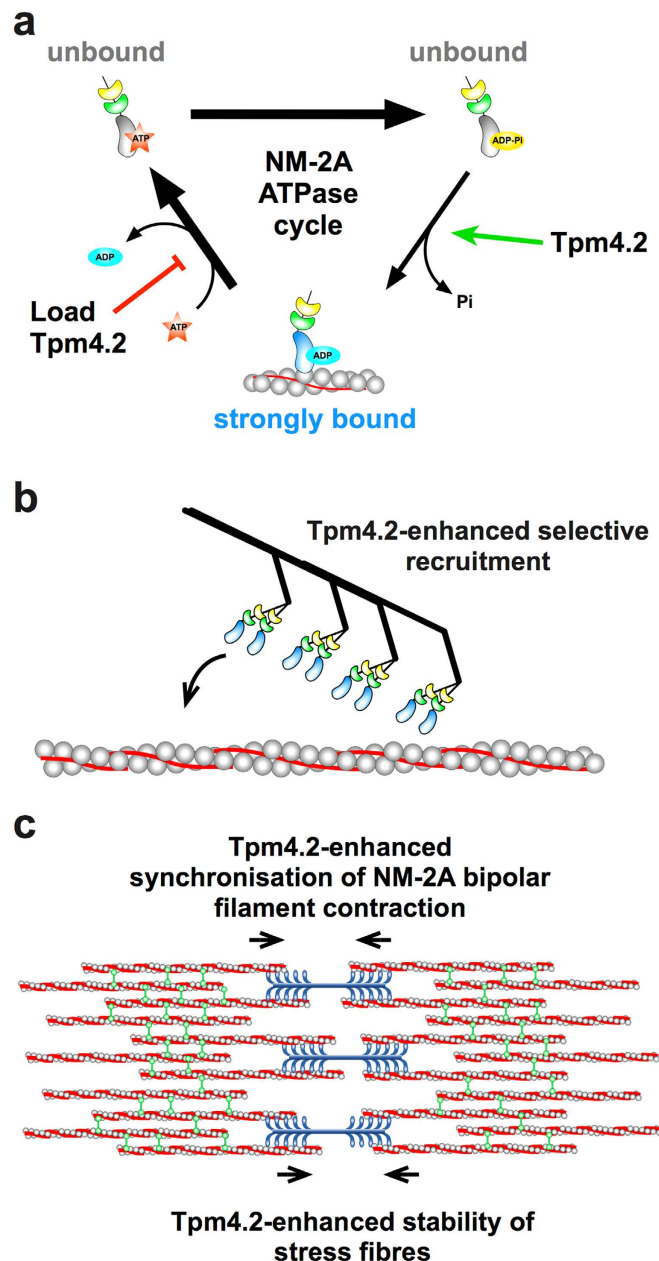 a
unbound
unbound
ATP
ADP-Pi
NM-2A
ATPase
cycle
ADP
Tpm4.2
Load
Tpm4.2
ATP
Pi
ADP
strongly bound
b
Tpm4.2-enhanced selective
recruitment
c
Tpm4.2-enhanced
synchronisation of NM-2A bipolar
filament contraction
Tpm4.2-enhanced stability of
stress fibres